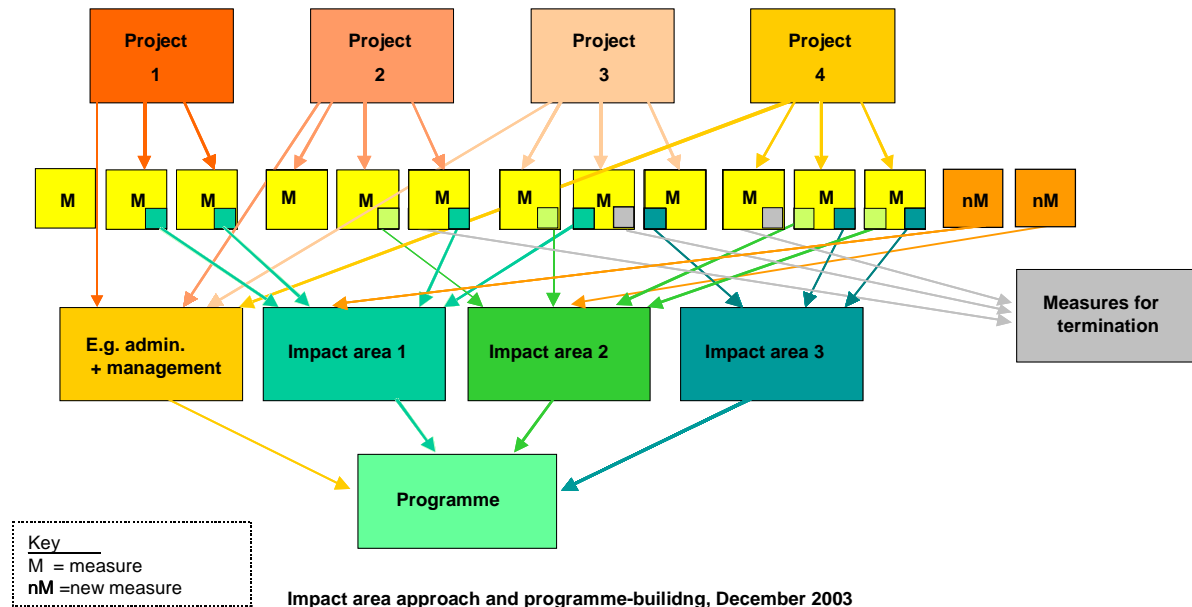 Project
1
Project
2
Project
3
Project
4
M
M
M
M
M
M
M
M
M
M
M
M
nM
nM
E.g. admin.
+ management
Impact area 1
Impact area 2
Impact area 3
Measures for
termination
Programme
Key
M = measure
nM =new measure
Impact area approach and programme-builidng, December 2003